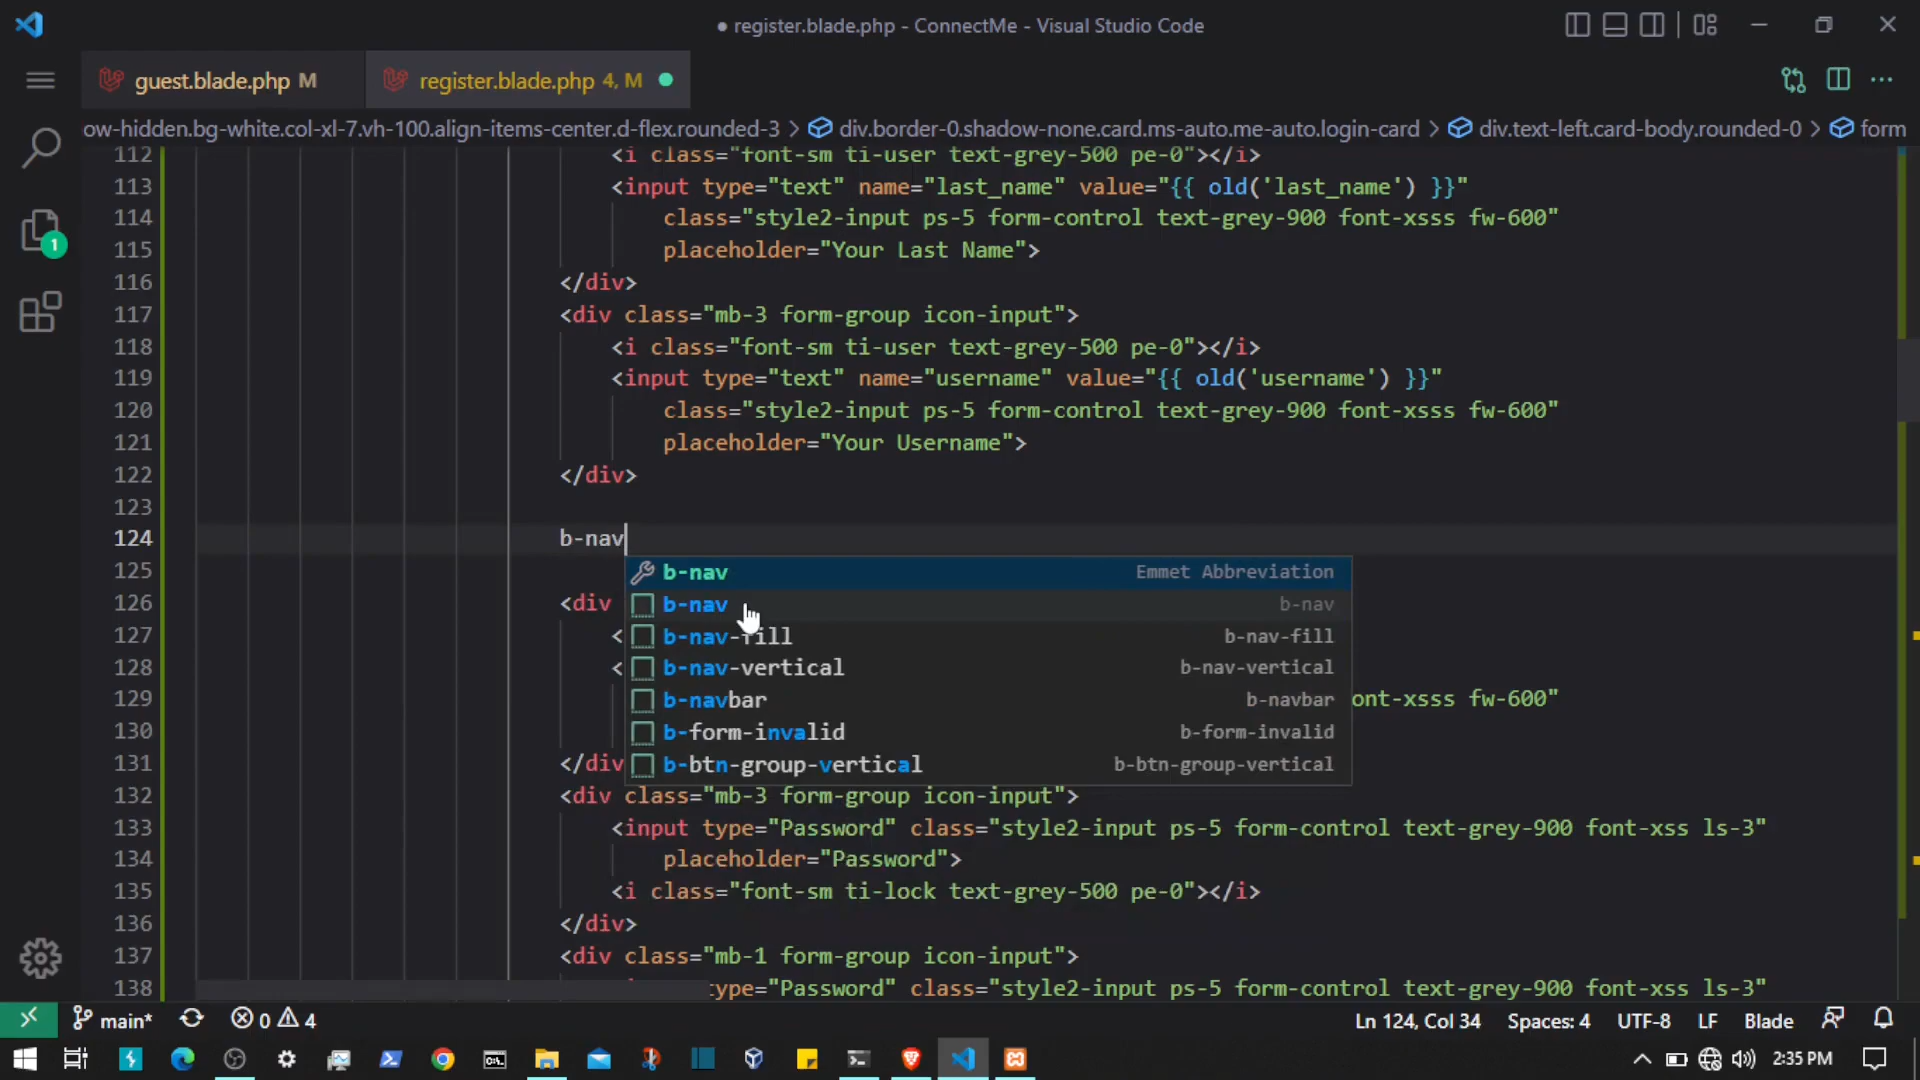 register.blade.php - ConnectMe - Visual Studio Code
guest.blade.php M
register.blade.php 4, M
ow-hidden.bg-white.col-xl-7.vh-100.align-items-center.d-flex.rounded-3 > div.border-0.shadow-none.card.ms-auto.me-auto.login-card > div.text-left.card-body.rounded-0 > form
112 <i class="font-sm ti-user text-grey-500 pe-0"></i>
113 <input type="text" name="last_name" value="{{ old('last_name') }}"
114 class="style2-input ps-5 form-control text-grey-900 font-xsss fw-600"
115 placeholder="Your Last Name">
116 </div>
117 <div class="mb-3 form-group icon-input">
118 <i class="font-sm ti-user text-grey-500 pe-0"></i>
119 <input type="text" name="username" value="{{ old('username') }}"
120 class="style2-input ps-5 form-control text-grey-900 font-xsss fw-600"
121 placeholder="Your Username">
122 </div>
123
124 b-nav
b-nav Emmet Abbreviation
b-nav b-nav
b-nav-fill b-nav-fill
b-nav-vertical b-nav-vertical
b-navbar b-navbar
b-form-invalid b-form-invalid
b-btn-group-vertical b-btn-group-vertical
125
126 <div
127 <
128 <
129 ont-xsss fw-600"
130
131 </div
132 <div class="mb-3 form-group icon-input">
133 <input type="Password" class="style2-input ps-5 form-control text-grey-900 font-xss ls-3"
134 placeholder="Password">
135 <i class="font-sm ti-lock text-grey-500 pe-0"></i>
136 </div>
137 <div class="mb-1 form-group icon-input">
138 type="Password" class="style2-input ps-5 form-control text-grey-900 font-xss ls-3"
1
main* 0 4 Ln 124, Col 34 Spaces: 4 UTF-8 LF Blade
2:35 PM